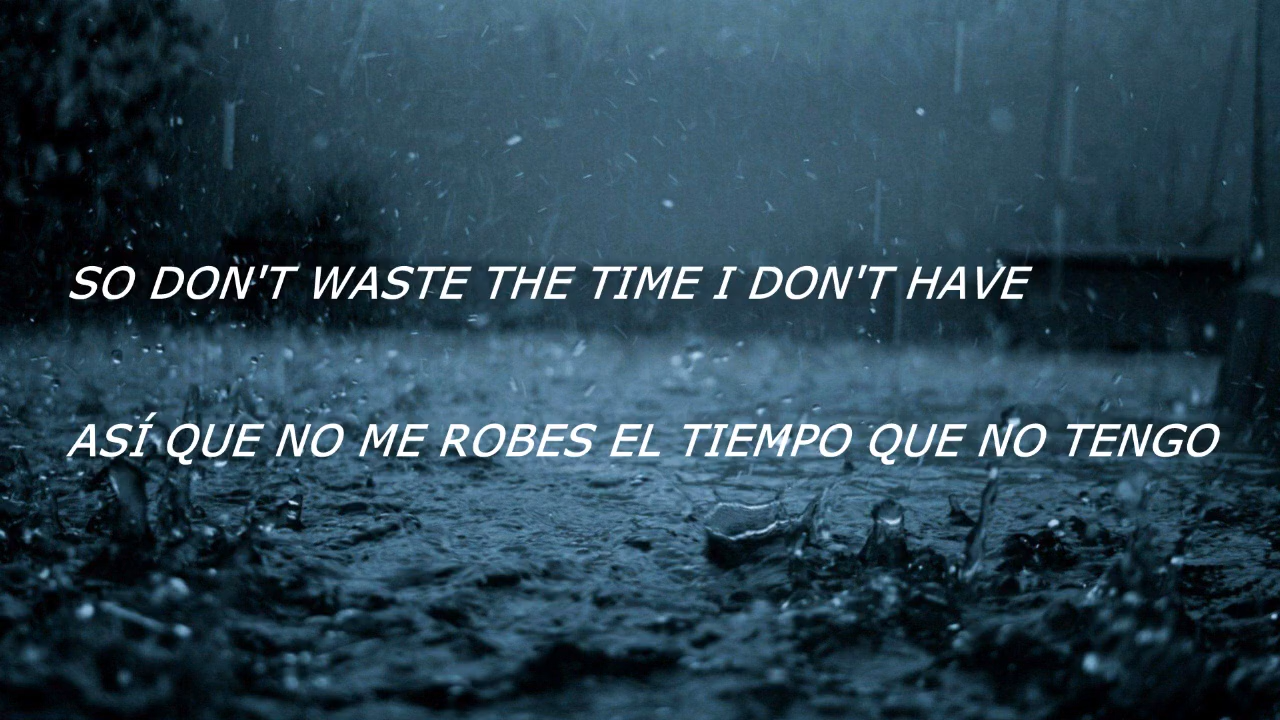 SO DON'T WASTE THE TIME I DON'T HAVE
ASÍ QUE NO ME ROBES EL TIEMPO QUE NO TENGO